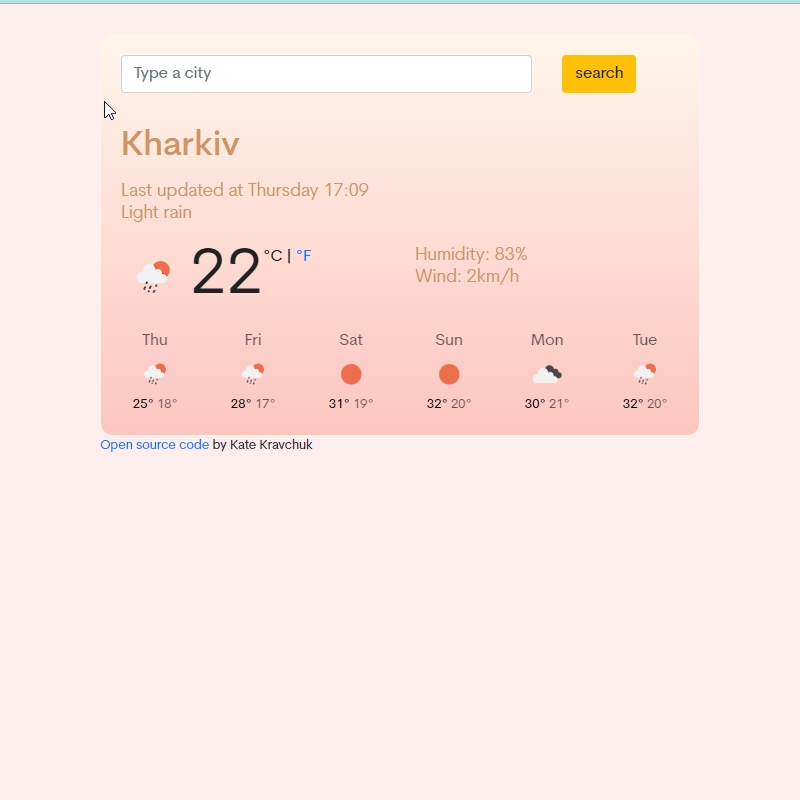 Type a city
search
Kharkiv
Last updated at Thursday 17:09
Light rain
22 °C | °F
Humidity: 83%
Wind: 2km/h
Thu Fri Sat Sun Mon Tue
25° 18° 28° 17° 31° 19° 32° 20° 30° 21° 32° 20°
Open source code by Kate Kravchuk